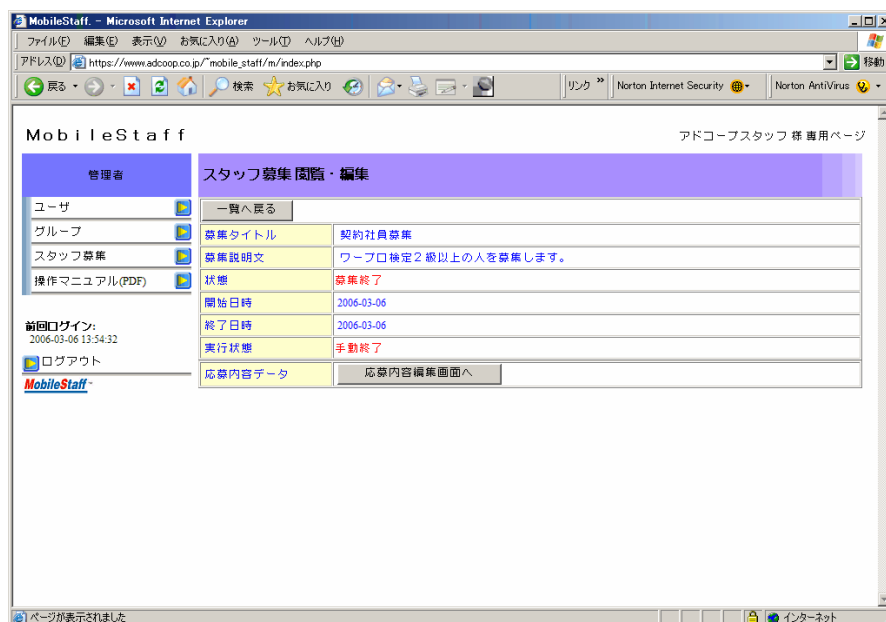 MobileStaff. - Microsoft Internet Explorer
ファイル(F) 編集(E) 表示(V) お気に入り(A) ツール(T) ヘルプ(H)
アドレス(D) https://www.adcoop.co.jp/~mobile_staff/m/index.php 移動
戻る 検索 お気に入り リンク » Norton Internet Security Norton AntiVirus
MobileStaff
アドコープスタッフ 様 専用ページ
管理者
スタッフ募集 閲覧・編集
ユーザ
グループ
スタッフ募集
操作マニュアル(PDF)
前回ログイン:
2006-03-06 13:54:32
ログアウト
MobileStaff
一覧へ戻る
募集タイトル 契約社員募集
募集説明文 ワープロ検定2級以上の人を募集します。
状態 募集終了
開始日時 2006-03-06
終了日時 2006-03-06
実行状態 手動終了
応募内容データ 応募内容編集画面へ
ページが表示されました インターネット